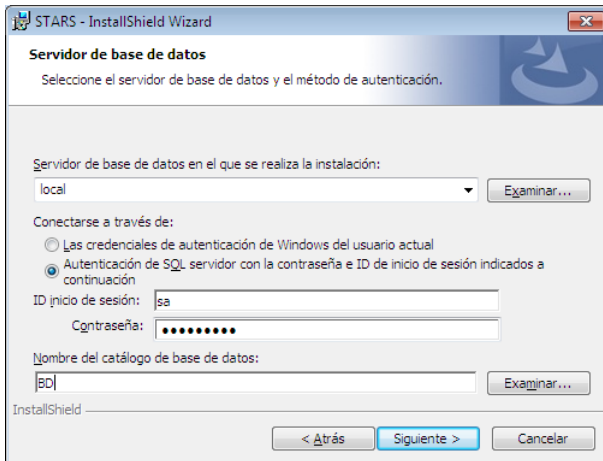 STARS - InstallShield Wizard
Servidor de base de datos
Seleccione el servidor de base de datos y el método de autenticación.
Servidor de base de datos en el que se realiza la instalación:
local
Examinar...
Conectarse a través de:
Las credenciales de autenticación de Windows del usuario actual
Autenticación de SQL servidor con la contraseña e ID de inicio de sesión indicados a
continuación
ID inicio de sesión:
sa
Contraseña:
•••••••••
Nombre del catálogo de base de datos:
BD
Examinar...
InstallShield
< Atrás
Siguiente >
Cancelar